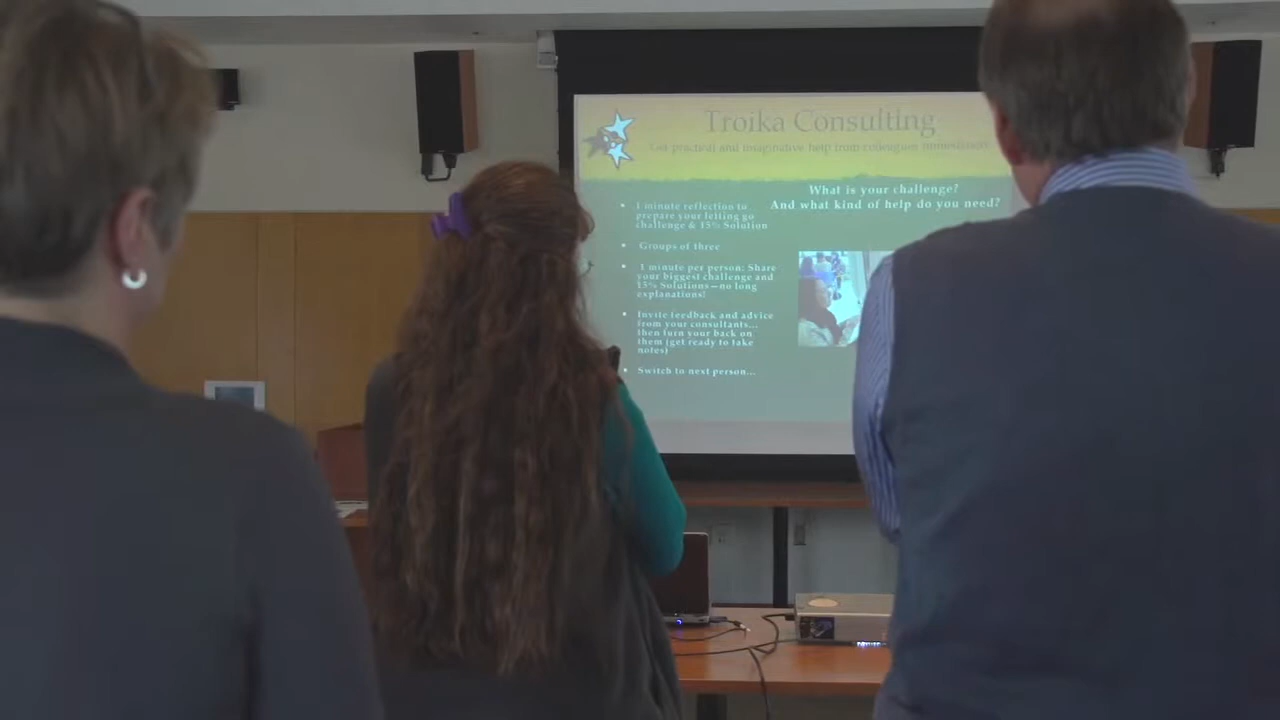 Troika Consulting
Get practical and imaginative help from colleagues immediately
What is your challenge?
And what kind of help do you need?
1 minute reflection to
prepare your letting go
challenge & 15% Solution
Groups of three
1 minute per person: Share
your biggest challenge and
15% Solutions—no long
explanations!
Invite feedback and advice
from your consultants...
then turn your back on
them (get ready to take
notes)
Switch to next person...